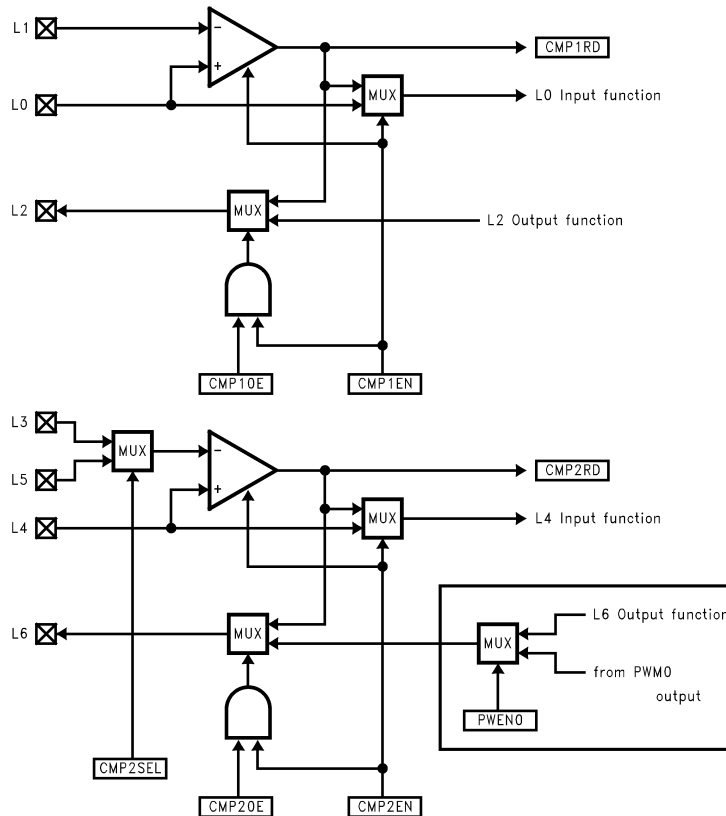 L1
−
CMP1RD
+
L0
MUX
L0 Input function
L2
MUX
L2 Output function
CMP1OE
CMP1EN
L3
MUX
−
CMP2RD
L5
+
L4
MUX
L4 Input function
L6 Output function
L6
MUX
MUX
from PWM0
output
PWEN0
CMP2SEL
CMP2OE
CMP2EN